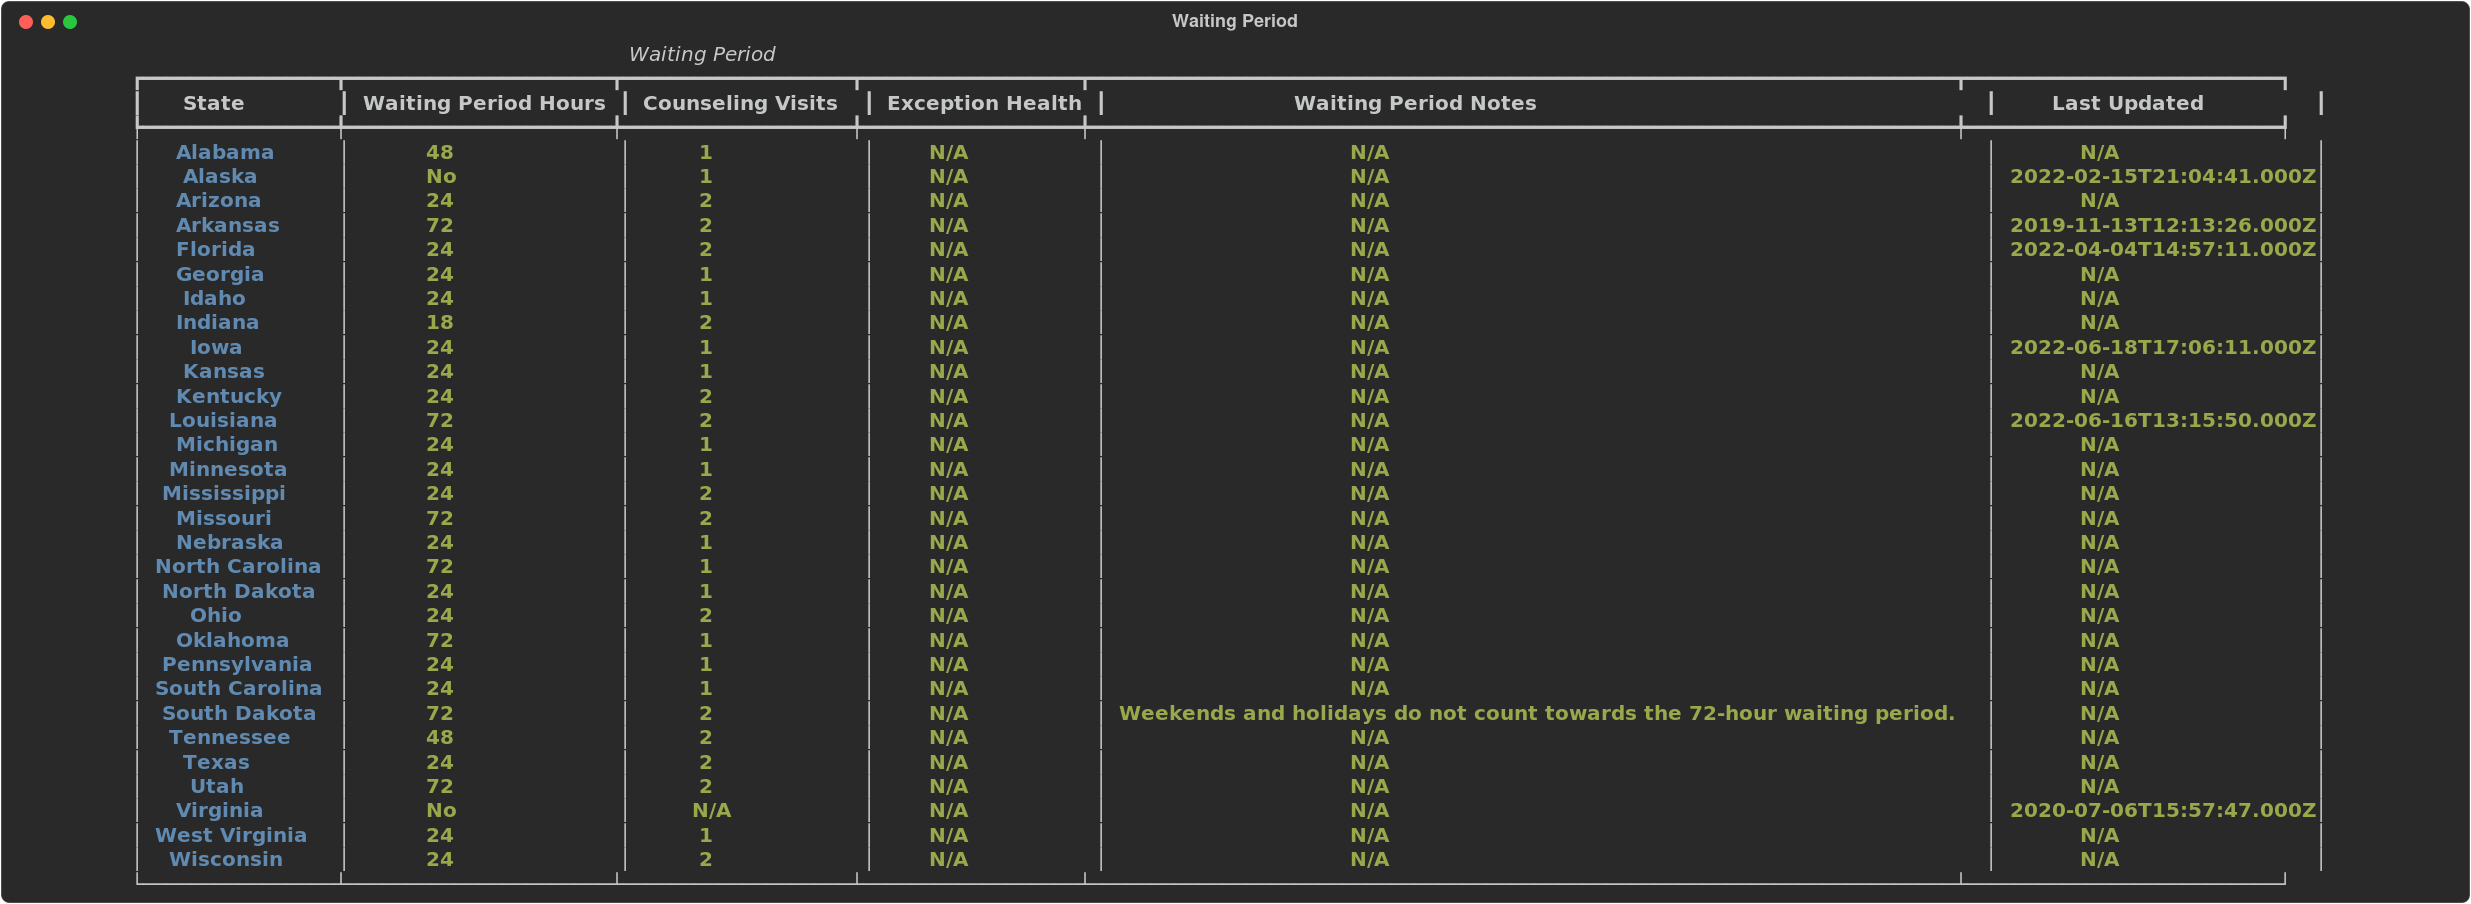 Waiting Period
Waiting Period
State Waiting Period Hours Counseling Visits Exception Health Waiting Period Notes Last Updated
Alabama 48 1 N/A N/A N/A
Alaska No 1 N/A N/A 2022-02-15T21:04:41.000Z
Arizona 24 2 N/A N/A N/A
Arkansas 72 2 N/A N/A 2019-11-13T12:13:26.000Z
Florida 24 2 N/A N/A 2022-04-04T14:57:11.000Z
Georgia 24 1 N/A N/A N/A
Idaho 24 1 N/A N/A N/A
Indiana 18 2 N/A N/A N/A
Iowa 24 1 N/A N/A 2022-06-18T17:06:11.000Z
Kansas 24 1 N/A N/A N/A
Kentucky 24 2 N/A N/A N/A
Louisiana 72 2 N/A N/A 2022-06-16T13:15:50.000Z
Michigan 24 1 N/A N/A N/A
Minnesota 24 1 N/A N/A N/A
Mississippi 24 2 N/A N/A N/A
Missouri 72 2 N/A N/A N/A
Nebraska 24 1 N/A N/A N/A
North Carolina 72 1 N/A N/A N/A
North Dakota 24 1 N/A N/A N/A
Ohio 24 2 N/A N/A N/A
Oklahoma 72 1 N/A N/A N/A
Pennsylvania 24 1 N/A N/A N/A
South Carolina 24 1 N/A N/A N/A
South Dakota 72 2 N/A Weekends and holidays do not count towards the 72-hour waiting period. N/A
Tennessee 48 2 N/A N/A N/A
Texas 24 2 N/A N/A N/A
Utah 72 2 N/A N/A N/A
Virginia No N/A N/A N/A 2020-07-06T15:57:47.000Z
West Virginia 24 1 N/A N/A N/A
Wisconsin 24 2 N/A N/A N/A